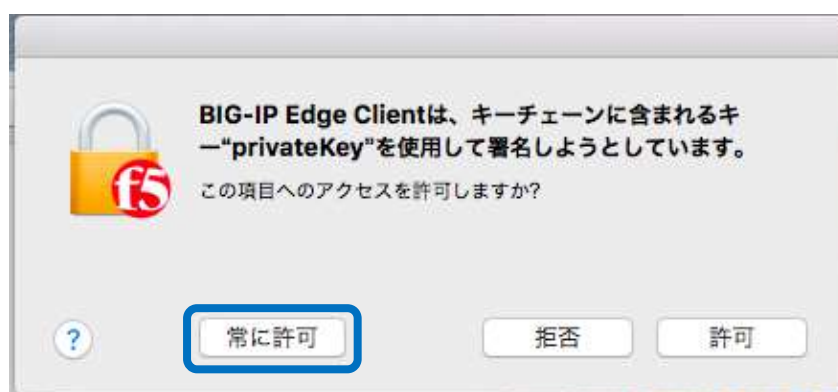 BIG-IP Edge Clientは、キーチェーンに含まれるキ
ー“privateKey”を使用して署名しようとしています。
この項目へのアクセスを許可しますか?
f5
?
常に許可
拒否
許可